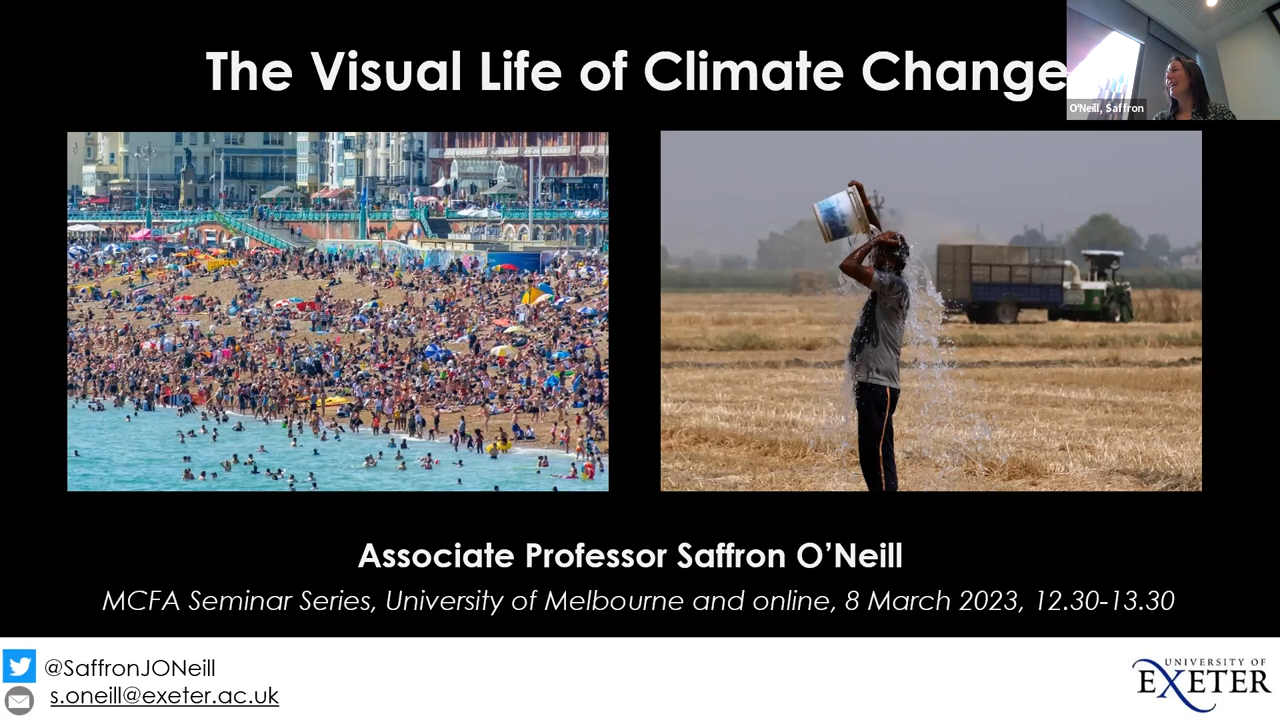 The Visual Life of Climate Change
O'Neill, Saffron
Associate Professor Saffron O’Neill
MCFA Seminar Series, University of Melbourne and online, 8 March 2023, 12.30-13.30
@SaffronJONeill
s.oneill@exeter.ac.uk
UNIVERSITY OF
EXETER